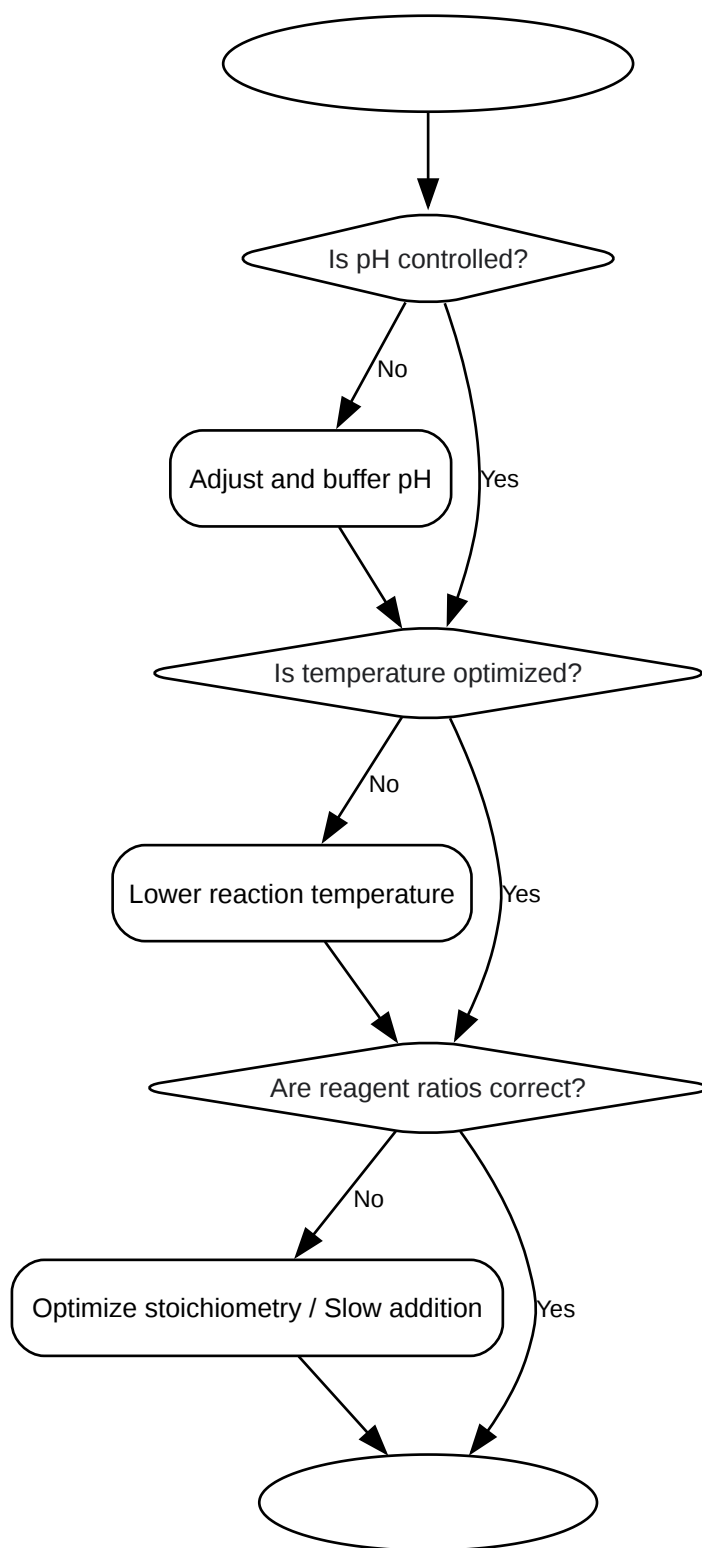 Is pH controlled?
No
Adjust and buffer pH
Yes
Is temperature optimized?
No
Lower reaction temperature
Yes
Are reagent ratios correct?
No
Optimize stoichiometry / Slow addition
Yes